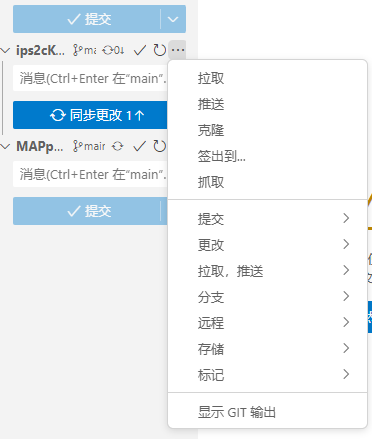 提交
ips2cK... ma 0↓
消息(Ctrl+Enter 在“main”.
同步更改 1↑
MAPp... main
消息(Ctrl+Enter 在“main”.
提交
拉取
推送
克隆
签出到...
抓取
提交
更改
拉取，推送
分支
远程
存储
标记
显示 GIT 输出